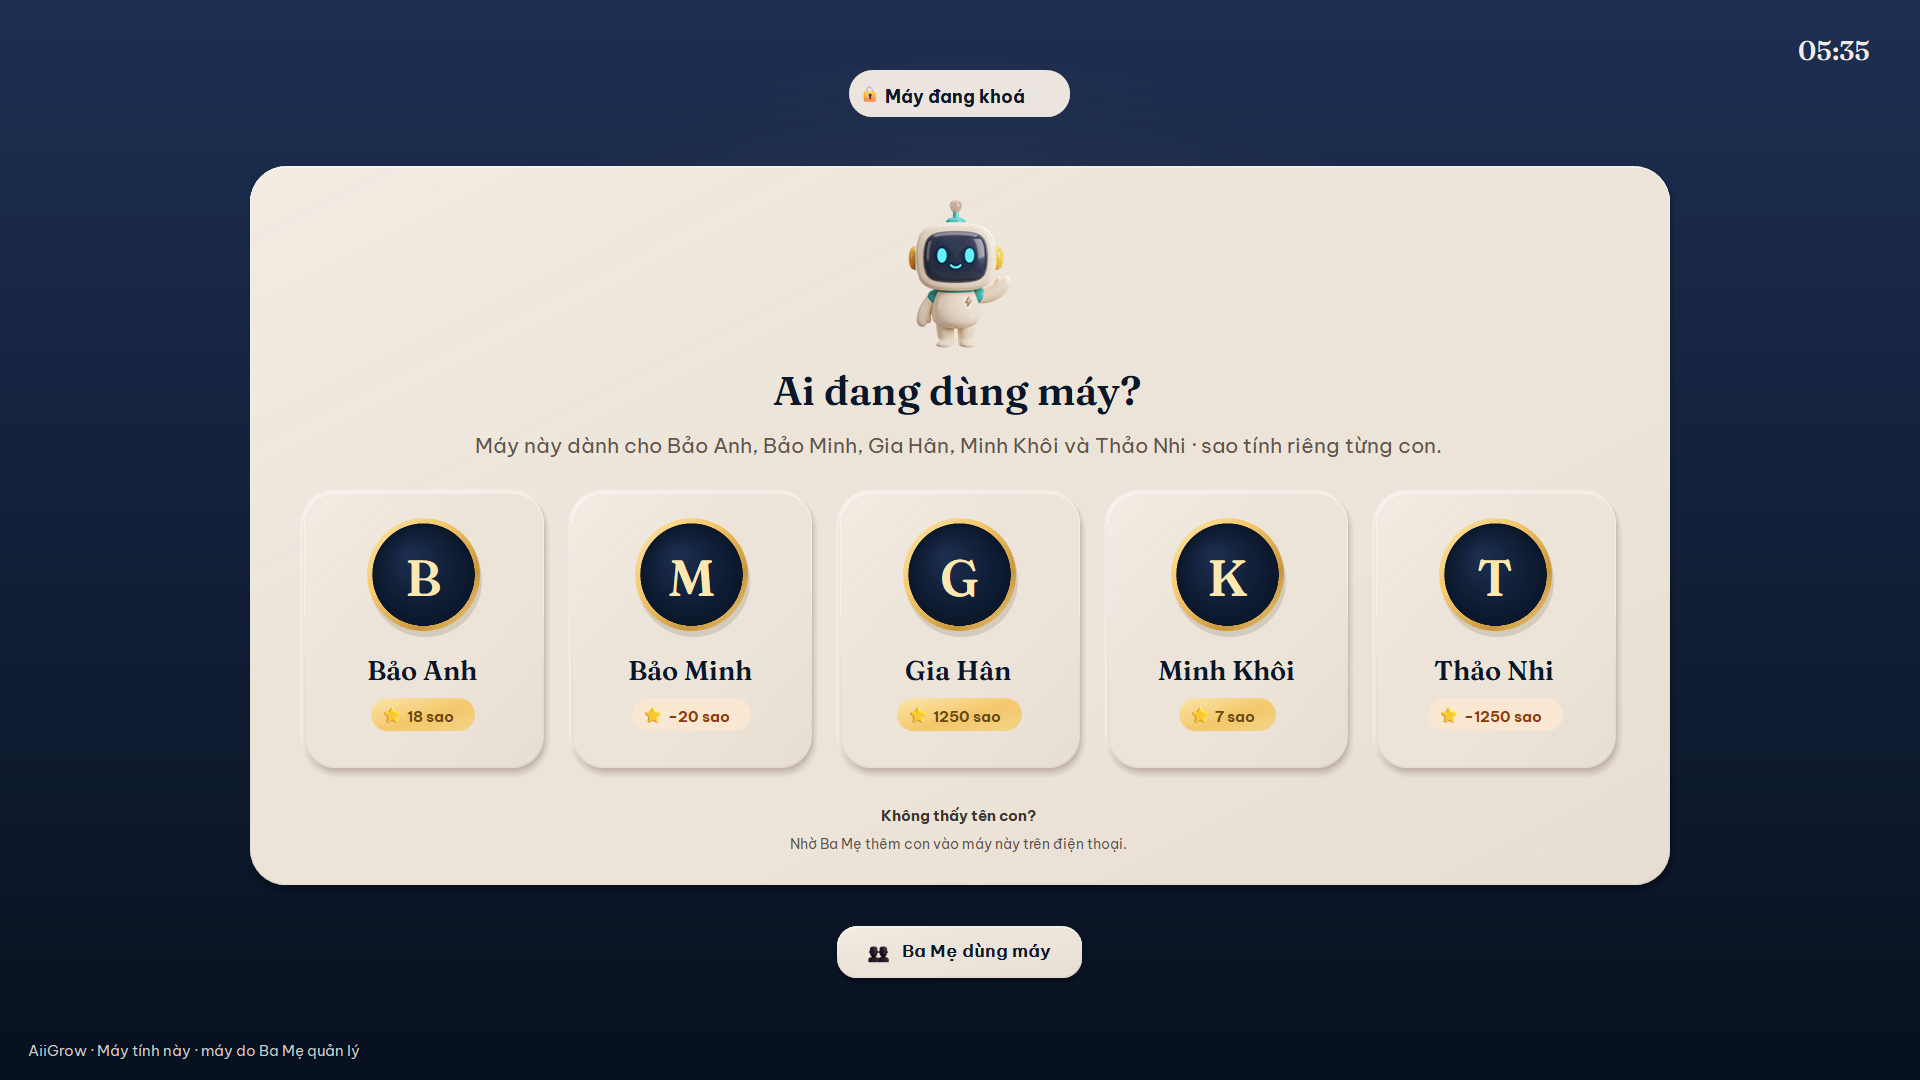 05:35
Máy đang khoá
Ai đang dùng máy?
Máy này dành cho Bảo Anh, Bảo Minh, Gia Hân, Minh Khôi và Thảo Nhi · sao tính riêng từng con.
B
Bảo Anh
18 sao
M
Bảo Minh
-20 sao
G
Gia Hân
1250 sao
K
Minh Khôi
7 sao
T
Thảo Nhi
-1250 sao
Không thấy tên con?
Nhờ Ba Mẹ thêm con vào máy này trên điện thoại.
Ba Mẹ dùng máy
AiiGrow · Máy tính này · máy do Ba Mẹ quản lý